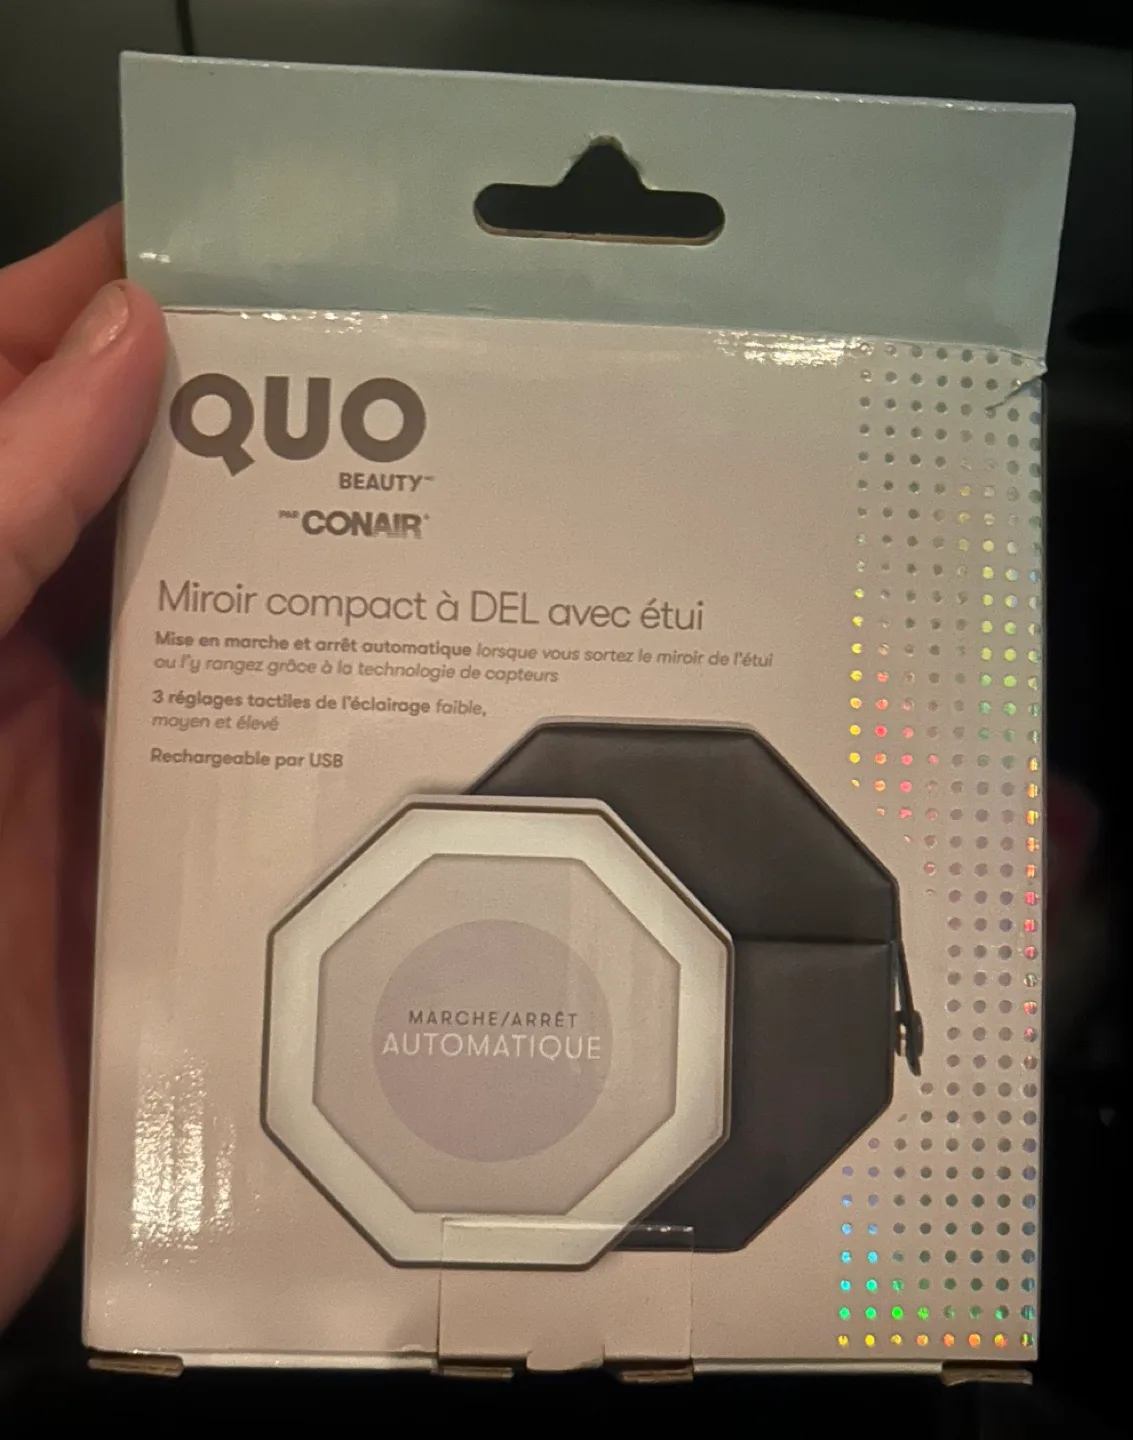 QUO
BEAUTY™
PAR CONAIR®
Miroir compact à DEL avec étui
Mise en marche et arrêt automatique lorsque vous sortez le miroir de l'étui
ou l'y rangez grâce à la technologie de capteurs
3 réglages tactiles de l'éclairage faible,
moyen et élevé
Rechargeable par USB
MARCHE/ARRÊT
AUTOMATIQUE